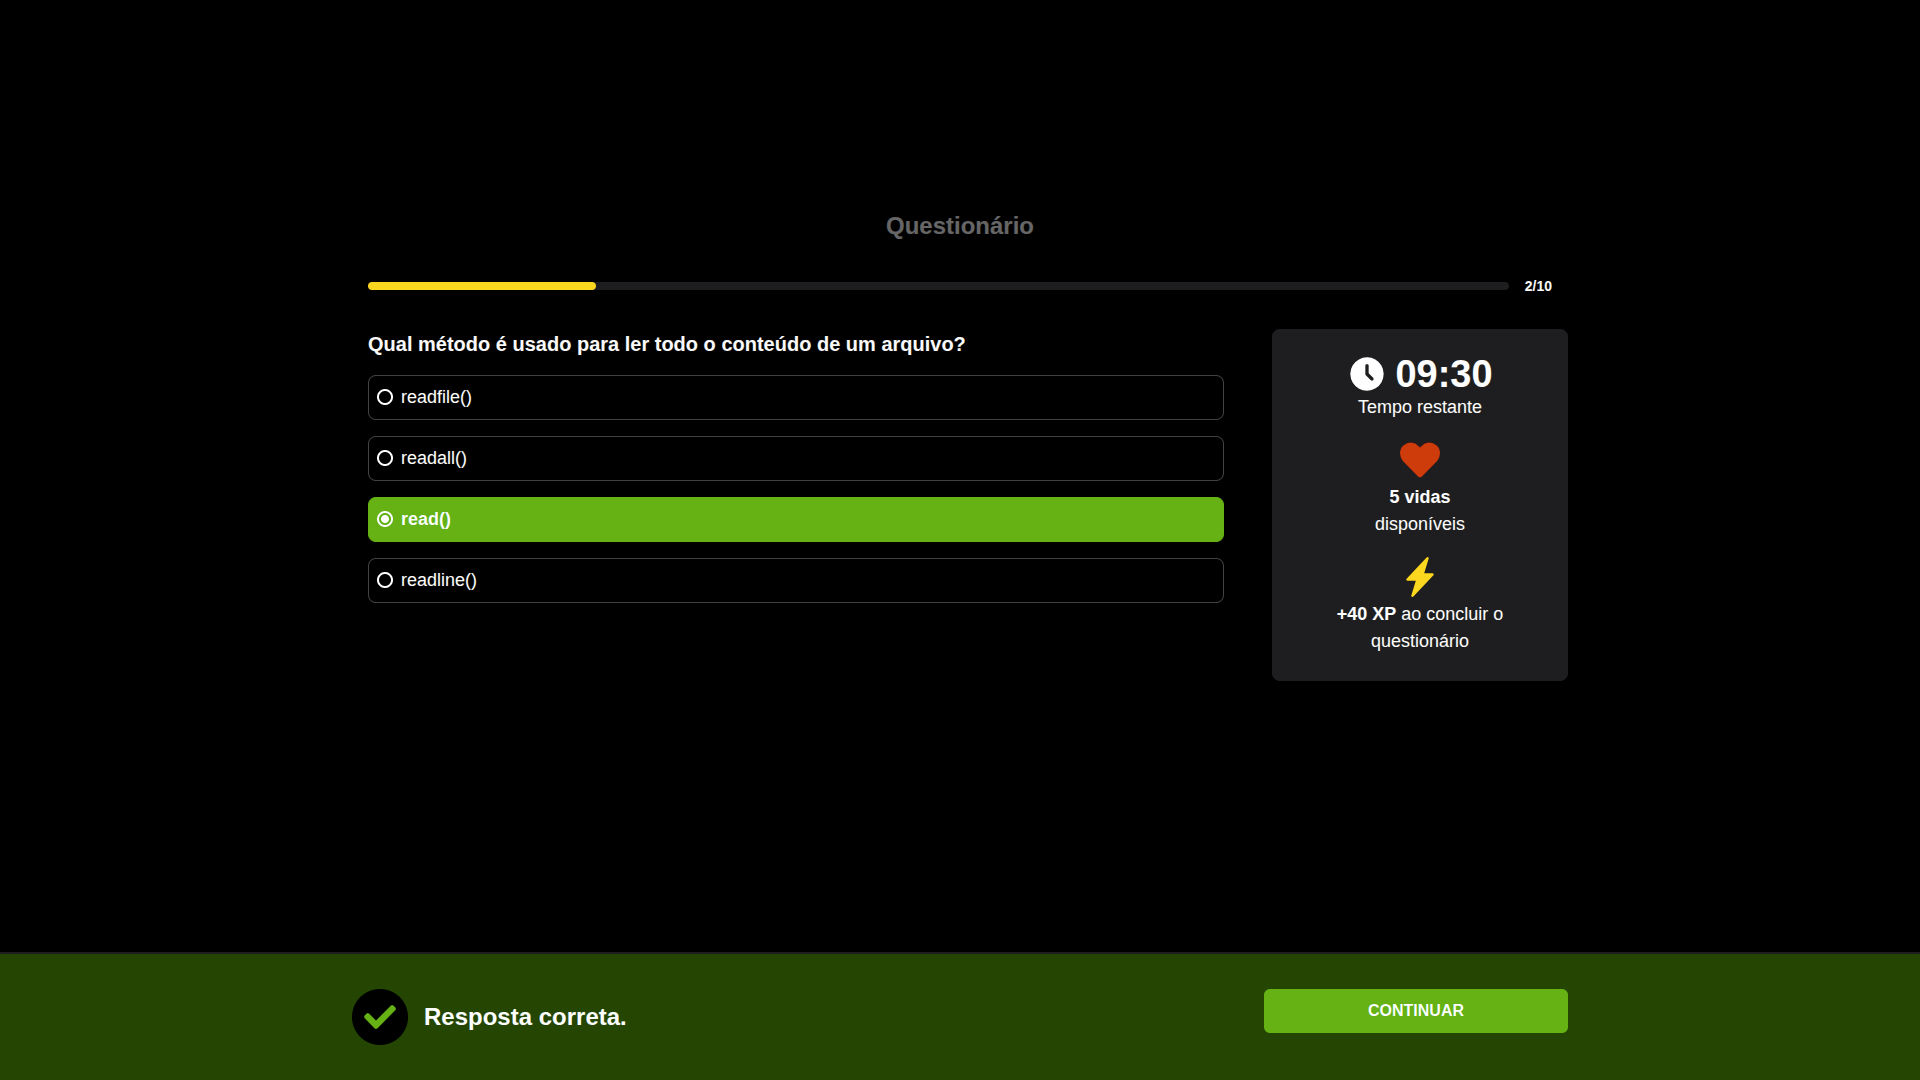 Questionário
2/10
Qual método é usado para ler todo o conteúdo de um arquivo?
readfile()
readall()
read()
readline()
09:30
Tempo restante
5 vidas
disponíveis
+40 XP ao concluir o
questionário
Resposta correta.
CONTINUAR